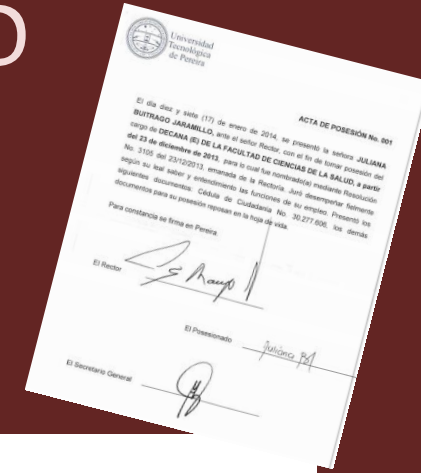 D
Universidad
Tecnológica
de Pereira
ACTA DE POSESIÓN No. 001
El día diez y siete (17) de enero de 2014, se presentó la señora JULIANA
BUITRAGO JARAMILLO, ante el señor Rector, con el fin de tomar posesión del
cargo de DECANA (E) DE LA FACULTAD DE CIENCIAS DE LA SALUD, a partir
del 23 de diciembre de 2013, para lo cual fue nombrado(a) mediante Resolución
No. 3105 del 23/12/2013, emanada de la Rectoría. Juró desempeñar fielmente
según su leal saber y entendimiento las funciones de su empleo. Presentó los
siguientes documentos: Cédula de Ciudadanía No. 30.277.606, los demás
documentos para su posesión reposan en la hoja de vida.
Para constancia se firma en Pereira.
El Rector
El Posesionado
Juliana
El Secretario General